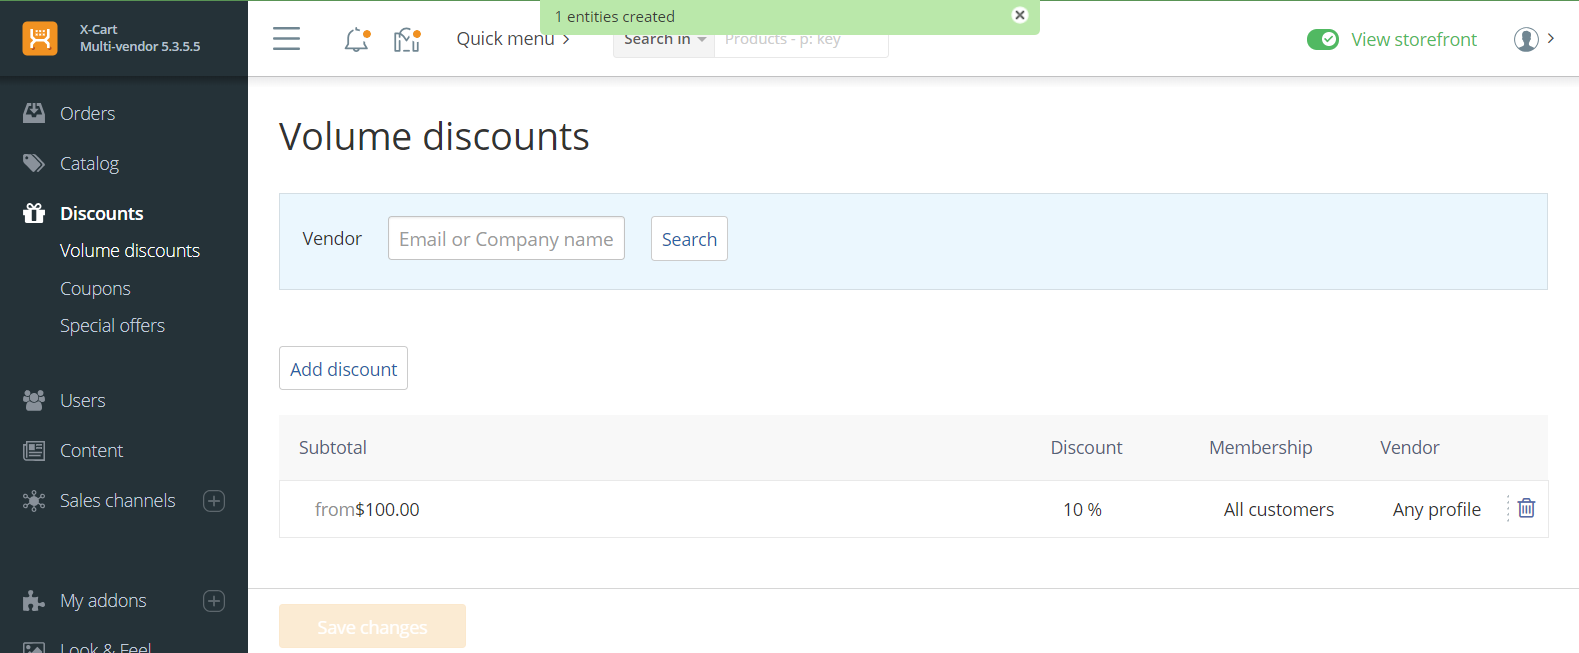 X-Cart
Multi-vendor 5.3.5.5
1 entities created
Quick menu
Search in
Products - p: key
View storefront
Orders
Catalog
Discounts
Volume discounts
Coupons
Special offers
Users
Content
Sales channels
My addons
Look & Feel
Volume discounts
Vendor
Email or Company name
Search
Add discount
Subtotal Discount Membership Vendor
from$100.00 10 % All customers Any profile
Save changes